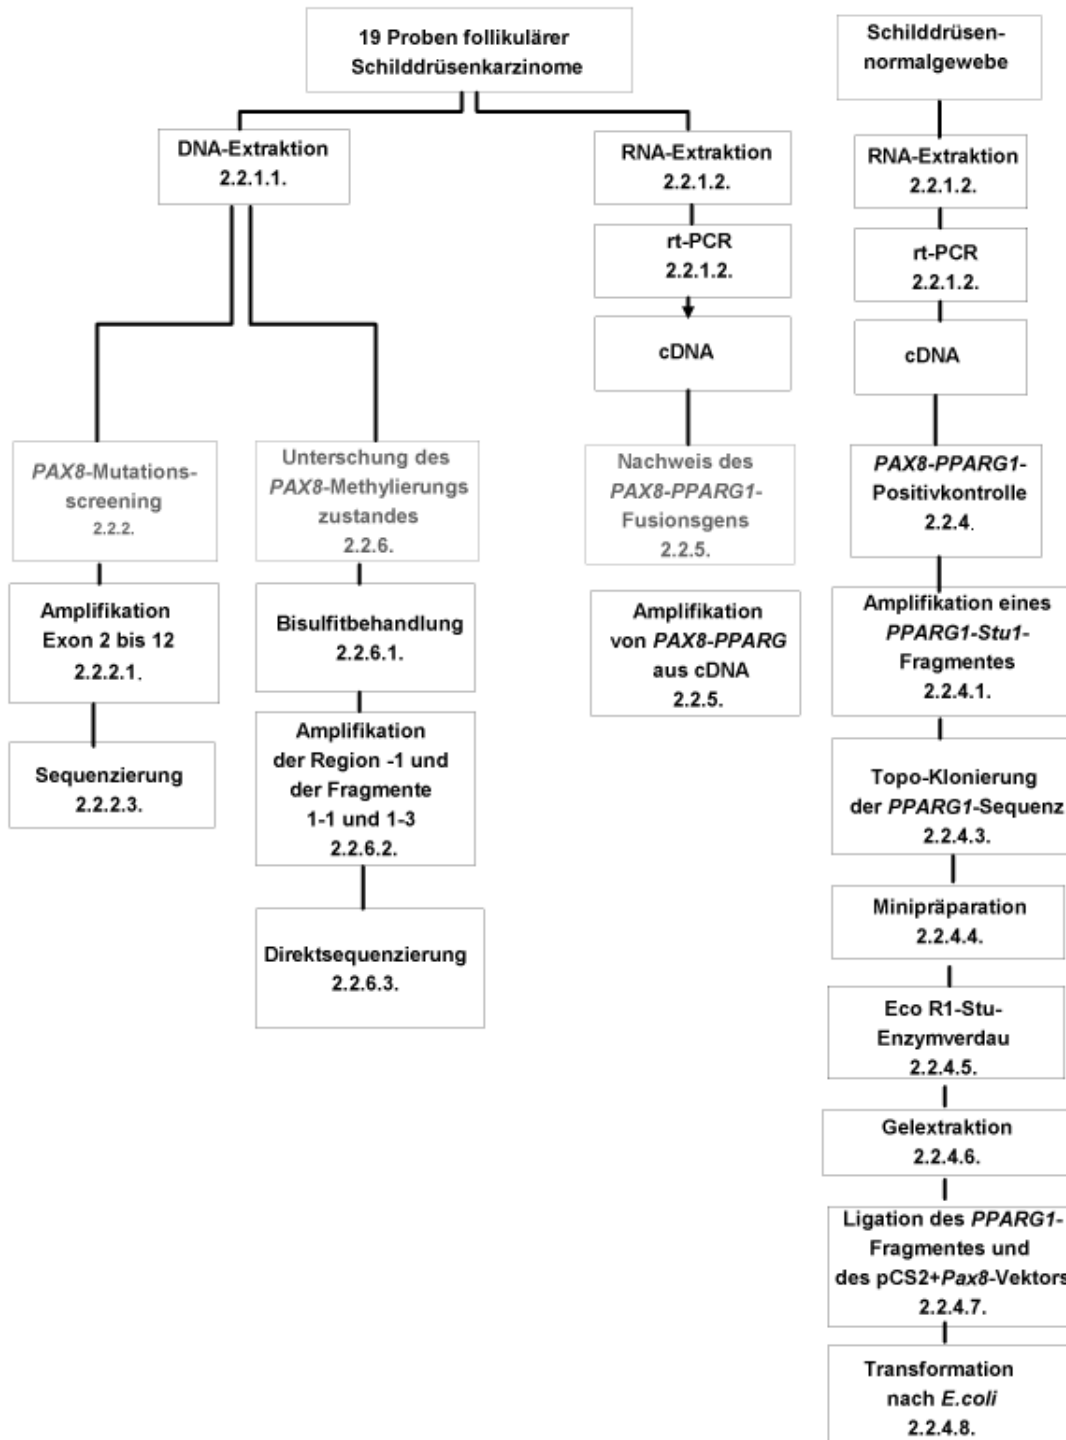 19 Proben follikulärer
Schilddrüsenkarzinome
Schilddrüsen-
normalgewebe
DNA-Extraktion
2.2.1.1.
RNA-Extraktion
2.2.1.2.
RNA-Extraktion
2.2.1.2.
rt-PCR
2.2.1.2.
rt-PCR
2.2.1.2.
cDNA
cDNA
PAX8-Mutations-
screening
2.2.2.
Unterschung des
PAX8-Methylierungs
zustandes
2.2.6.
Nachweis des
PAX8-PPARG1-
Fusionsgens
2.2.5.
PAX8-PPARG1-
Positivkontrolle
2.2.4.
Amplifikation
Exon 2 bis 12
2.2.2.1.
Bisulfitbehandlung
2.2.6.1.
Amplifikation
von PAX8-PPARG
aus cDNA
2.2.5.
Amplifikation eines
PPARG1-Stu1-
Fragmentes
2.2.4.1.
Sequenzierung
2.2.2.3.
Amplifikation
der Region -1 und
der Fragmente
1-1 und 1-3
2.2.6.2.
Topo-Klonierung
der PPARG1-Sequenz
2.2.4.3.
Direktsequenzierung
2.2.6.3.
Minipräparation
2.2.4.4.
Eco R1-Stu-
Enzymverdau
2.2.4.5.
Gelextraktion
2.2.4.6.
Ligation des PPARG1-
Fragmentes und
des pCS2+Pax8-Vektors
2.2.4.7.
Transformation
nach E.coli
2.2.4.8.